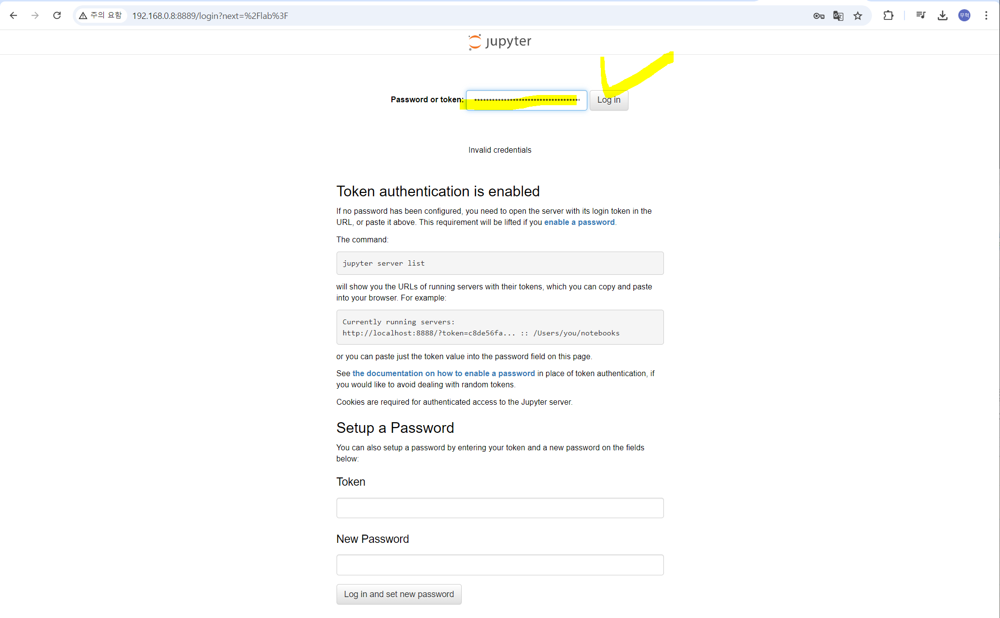 주의 요함 192.168.0.8:8889/login?next=%2Flab%3F 무혁
jupyter
Password or token: Log in
Invalid credentials
Token authentication is enabled
If no password has been configured, you need to open the server with its login token in the
URL, or paste it above. This requirement will be lifted if you enable a password.
The command:
jupyter server list
will show you the URLs of running servers with their tokens, which you can copy and paste
into your browser. For example:
Currently running servers:
http://localhost:8888/?token=c8de56fa... :: /Users/you/notebooks
or you can paste just the token value into the password field on this page.
See the documentation on how to enable a password in place of token authentication, if
you would like to avoid dealing with random tokens.
Cookies are required for authenticated access to the Jupyter server.
Setup a Password
You can also setup a password by entering your token and a new password on the fields
below:
Token
New Password
Log in and set new password